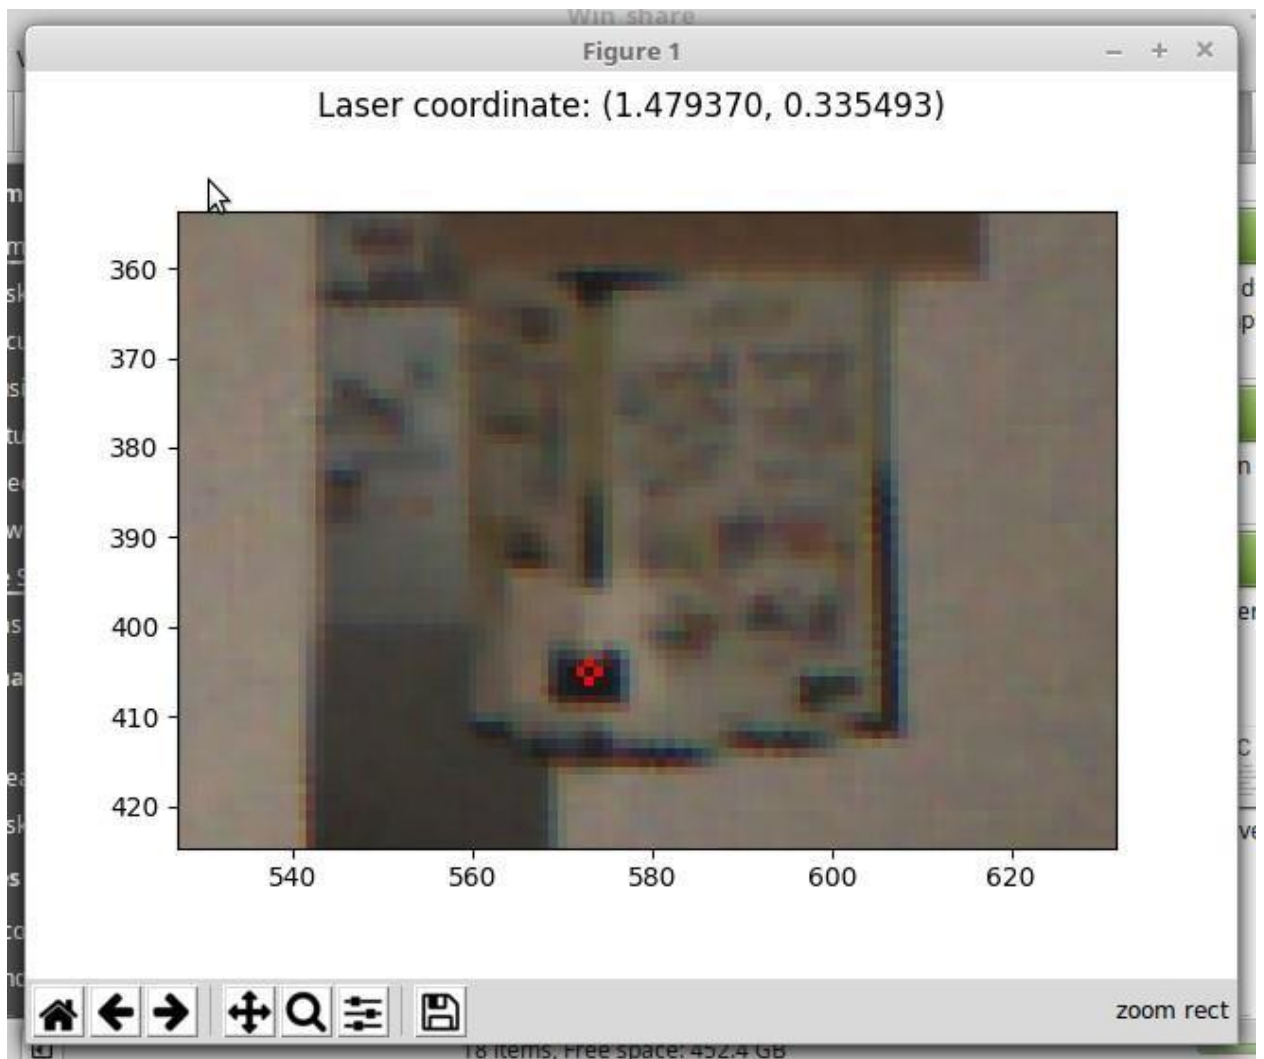 Win share
Figure 1
Laser coordinate: (1.479370, 0.335493)
360
370
380
390
400
410
420
540 560 580 600 620
zoom rect
18 items, Free space: 452.4 GB